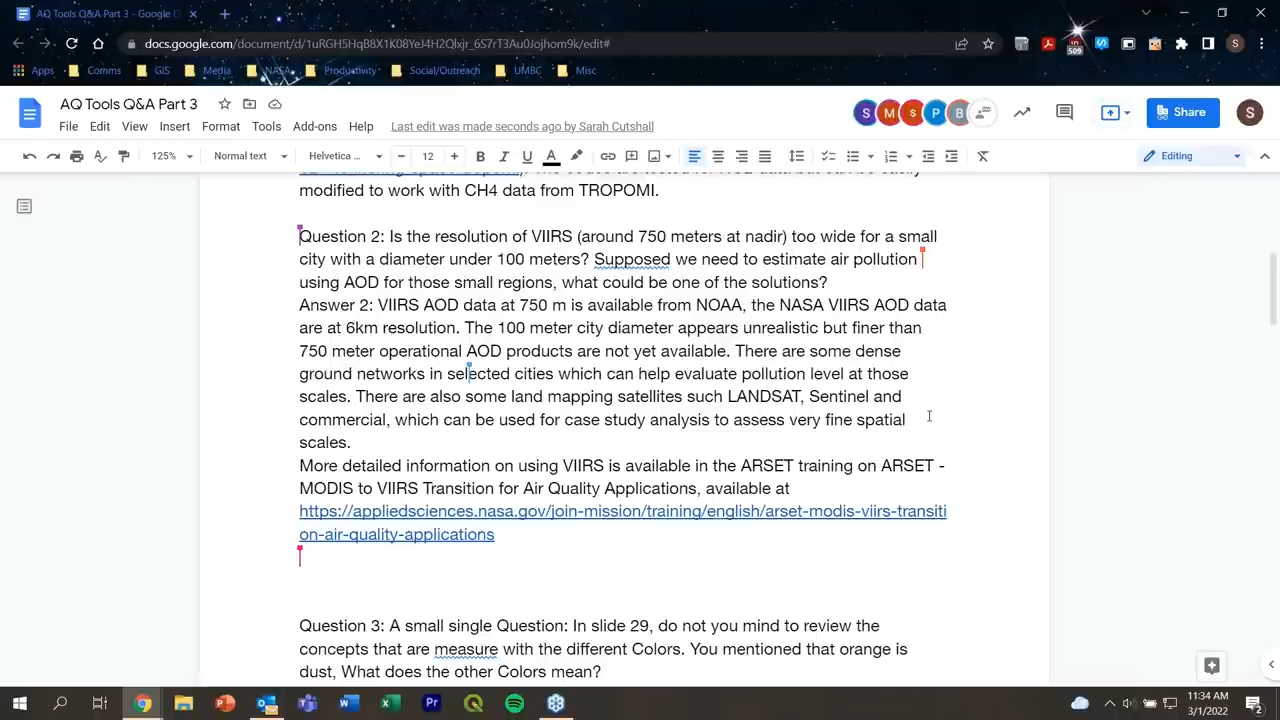 AQ Tools Q&A Part 3 - Google D
docs.google.com/document/d/1uRGH5HqB8X1K08YeJ4H2Qlxjr_6S7rT3Au0Jojhom9k/edit#
509
S
Apps Comms GIS Media NASA Productivity Social/Outreach UMBC Misc
AQ Tools Q&A Part 3
S M s P B
Share
S
File Edit View Insert Format Tools Add-ons Help Last edit was made seconds ago by Sarah Cutshall
125% Normal text Helvetica ... 12 B I U A Editing
modified to work with CH4 data from TROPOMI.
Question 2: Is the resolution of VIIRS (around 750 meters at nadir) too wide for a small
city with a diameter under 100 meters? Supposed we need to estimate air pollution
using AOD for those small regions, what could be one of the solutions?
Answer 2: VIIRS AOD data at 750 m is available from NOAA, the NASA VIIRS AOD data
are at 6km resolution. The 100 meter city diameter appears unrealistic but finer than
750 meter operational AOD products are not yet available. There are some dense
ground networks in selected cities which can help evaluate pollution level at those
scales. There are also some land mapping satellites such LANDSAT, Sentinel and
commercial, which can be used for case study analysis to assess very fine spatial
scales.
More detailed information on using VIIRS is available in the ARSET training on ARSET -
MODIS to VIIRS Transition for Air Quality Applications, available at
https://appliedsciences.nasa.gov/join-mission/training/english/arset-modis-viirs-transiti
on-air-quality-applications
Question 3: A small single Question: In slide 29, do not you mind to review the
concepts that are measure with the different Colors. You mentioned that orange is
dust, What does the other Colors mean?
11:34 AM
3/1/2022
2